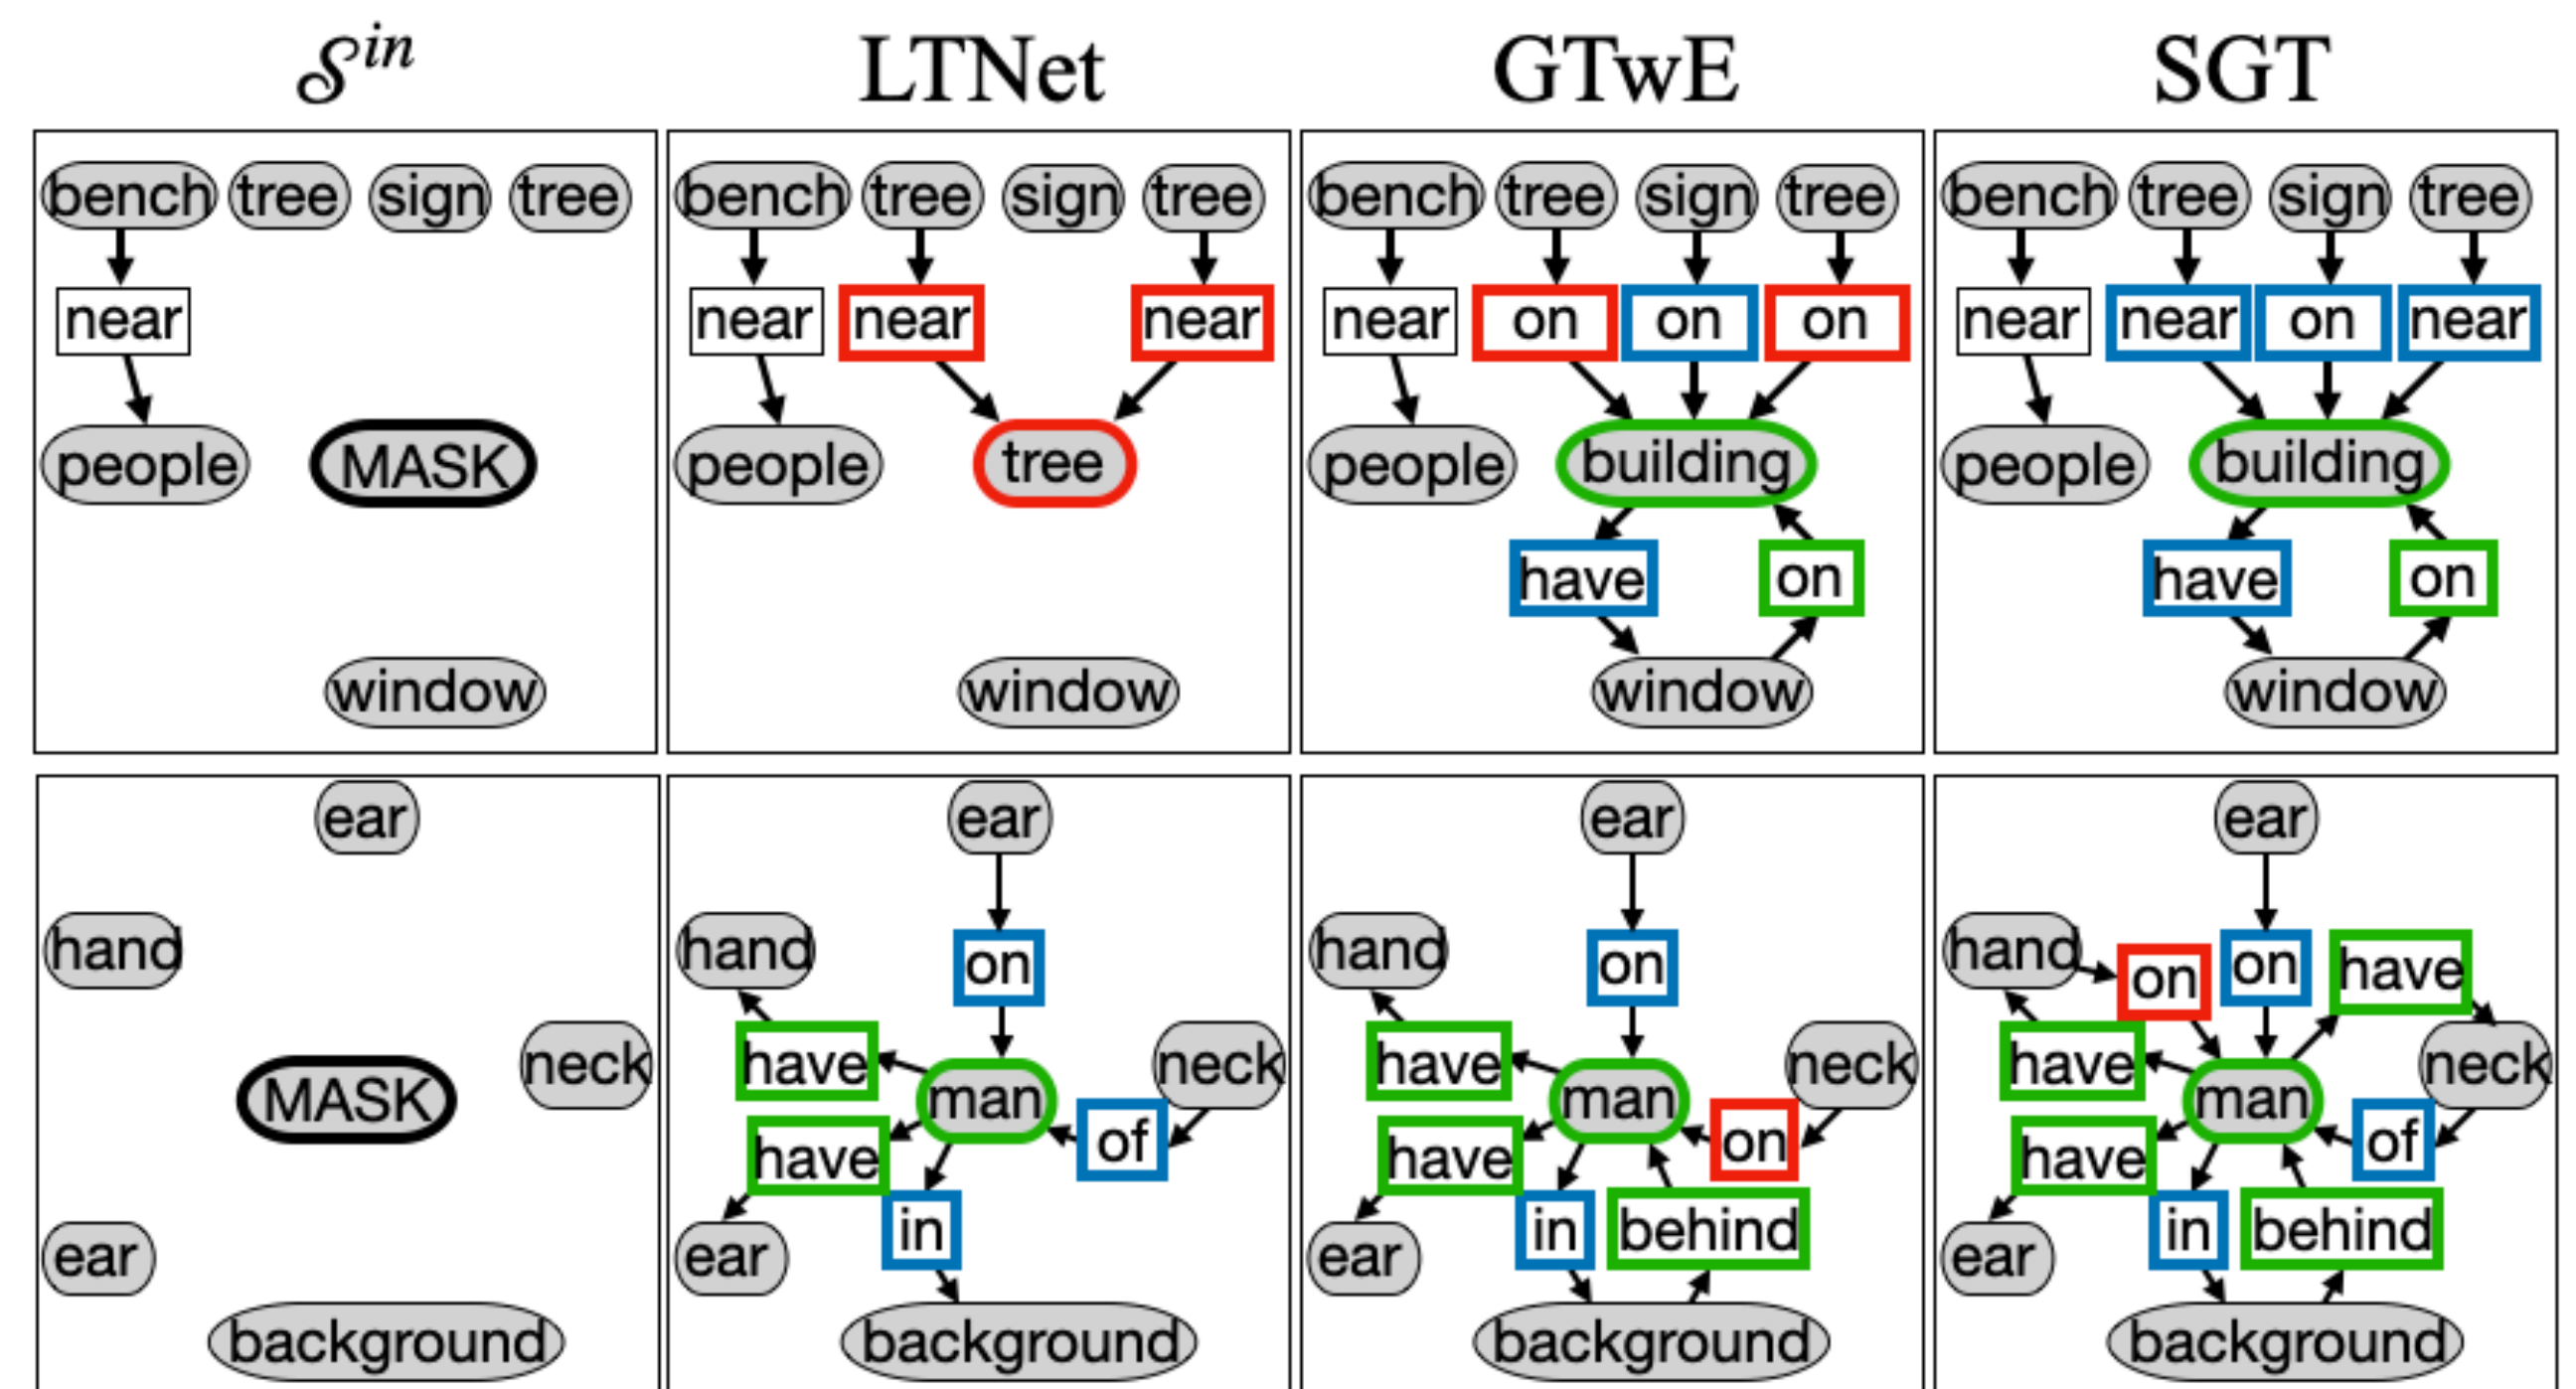 𝒮in LTNet GTwE SGT
bench tree sign tree
near
people MASK
window
bench tree sign tree
near near near
people tree
window
bench tree sign tree
near on on on
people building
have on
window
bench tree sign tree
near near on near
people building
have on
window
ear
hand
neck
MASK
ear
background
ear
hand on
have neck
man of
have
in
ear
background
ear
hand on
have neck
man on
have
in behind
ear
background
ear
hand on on have
have neck
man of
have
in behind
ear
background